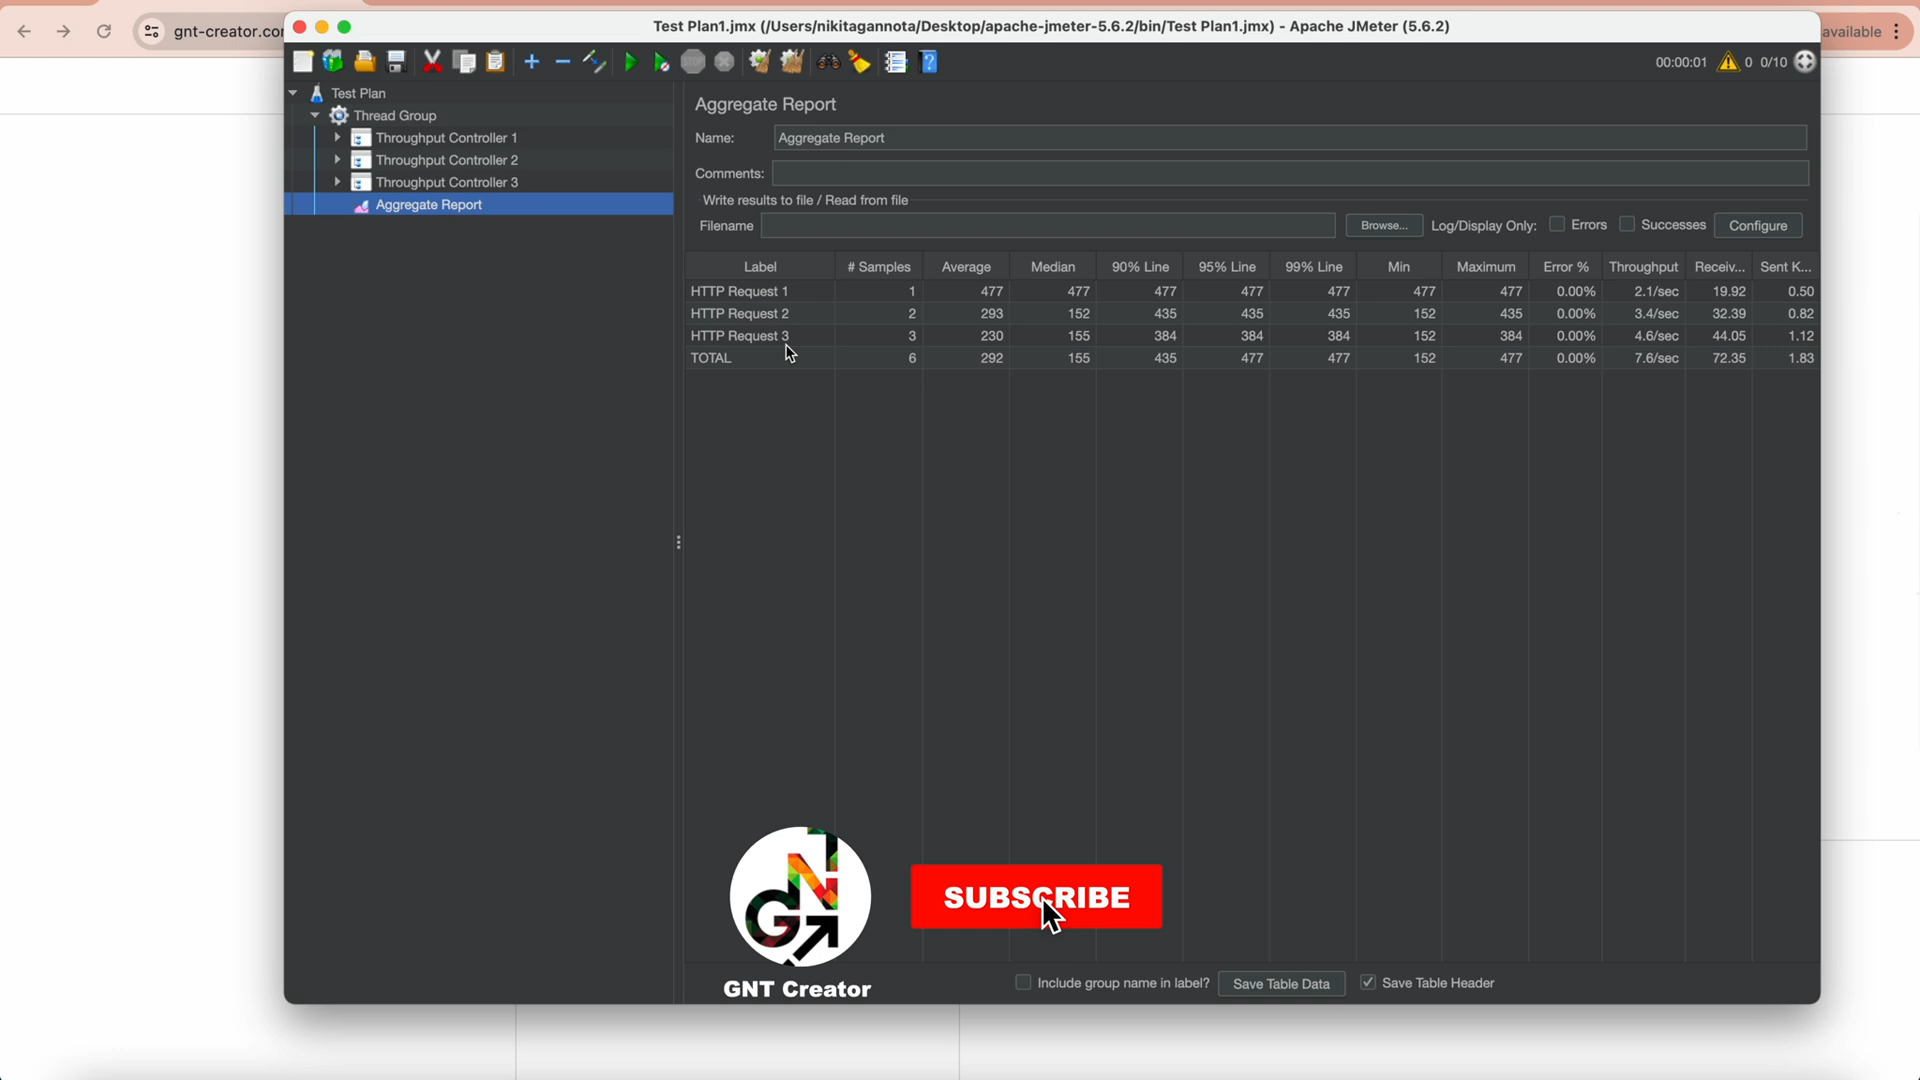 gnt-creator.co
Test Plan1.jmx (/Users/nikitagannota/Desktop/apache-jmeter-5.6.2/bin/Test Plan1.jmx) - Apache JMeter (5.6.2)
available
STOP
00:00:01 0 0/10
Test Plan
Thread Group
Throughput Controller 1
Throughput Controller 2
Throughput Controller 3
Aggregate Report
Aggregate Report
Name: Aggregate Report
Comments:
Write results to file / Read from file
Filename Browse... Log/Display Only: Errors Successes Configure
Label # Samples Average Median 90% Line 95% Line 99% Line Min Maximum Error % Throughput Receiv... Sent K...
HTTP Request 1 1 477 477 477 477 477 477 477 0.00% 2.1/sec 19.92 0.50
HTTP Request 2 2 293 152 435 435 435 152 435 0.00% 3.4/sec 32.39 0.82
HTTP Request 3 3 230 155 384 384 384 152 384 0.00% 4.6/sec 44.05 1.12
TOTAL 6 292 155 435 477 477 152 477 0.00% 7.6/sec 72.35 1.83
SUBSCRIBE
GNT Creator
Include group name in label? Save Table Data Save Table Header